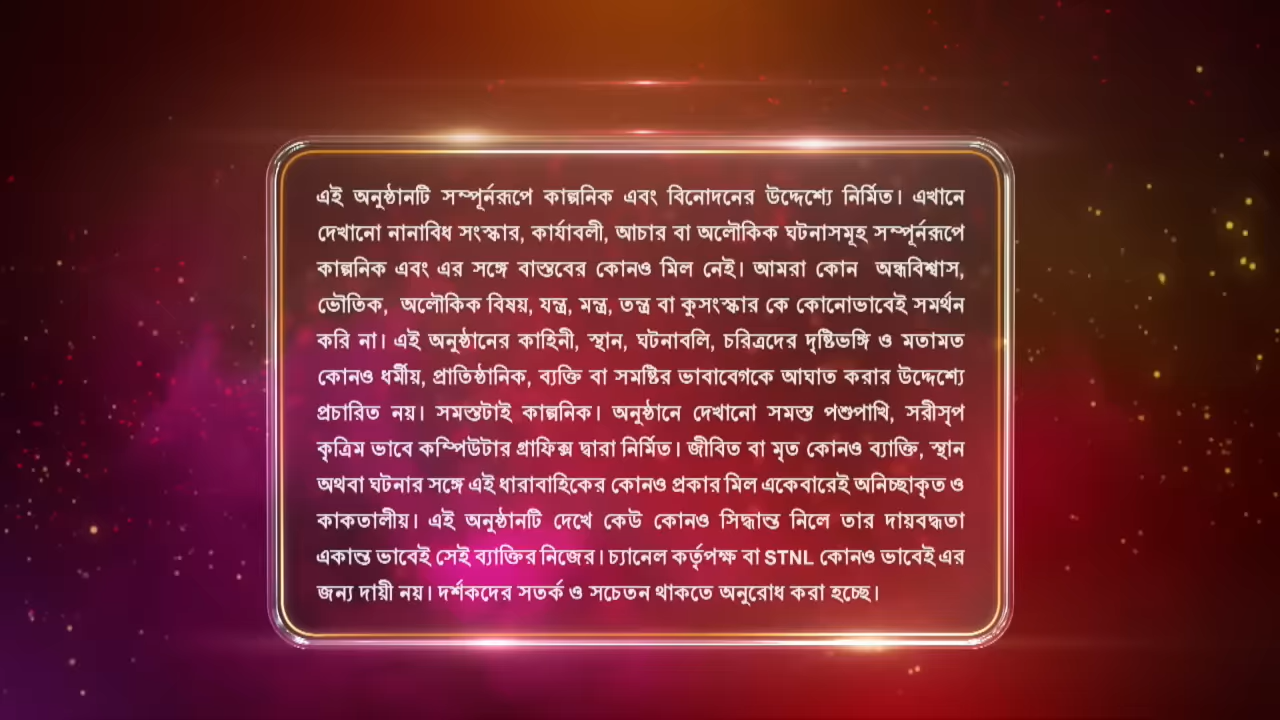 এই অনুষ্ঠানটি সম্পূর্নরূপে কাল্পনিক এবং বিনোদনের উদ্দেশ্যে নির্মিত। এখানে
দেখানো নানাবিধ সংস্কার, কার্যাবলী, আচার বা অলৌকিক ঘটনাসমূহ সম্পূর্নরূপে
কাল্পনিক এবং এর সঙ্গে বাস্তবের কোনও মিল নেই। আমরা কোন অন্ধবিশ্বাস,
ভৌতিক, অলৌকিক বিষয়, যন্ত্র, মন্ত্র, তন্ত্র বা কুসংস্কার কে কোনোভাবেই সমর্থন
করি না। এই অনুষ্ঠানের কাহিনী, স্থান, ঘটনাবলি, চরিত্রদের দৃষ্টিভঙ্গি ও মতামত
কোনও ধর্মীয়, প্রাতিষ্ঠানিক, ব্যক্তি বা সমষ্টির ভাবাবেগকে আঘাত করার উদ্দেশ্যে
প্রচারিত নয়। সমস্তটাই কাল্পনিক। অনুষ্ঠানে দেখানো সমস্ত পশুপাখি, সরীসৃপ
কৃত্রিম ভাবে কম্পিউটার গ্রাফিক্স দ্বারা নির্মিত। জীবিত বা মৃত কোনও ব্যাক্তি, স্থান
অথবা ঘটনার সঙ্গে এই ধারাবাহিকের কোনও প্রকার মিল একেবারেই অনিচ্ছাকৃত ও
কাকতালীয়। এই অনুষ্ঠানটি দেখে কেউ কোনও সিদ্ধান্ত নিলে তার দায়বদ্ধতা
একান্ত ভাবেই সেই ব্যাক্তির নিজের। চ্যানেল কর্তৃপক্ষ বা STNL কোনও ভাবেই এর
জন্য দায়ী নয়। দর্শকদের সতর্ক ও সচেতন থাকতে অনুরোধ করা হচ্ছে।